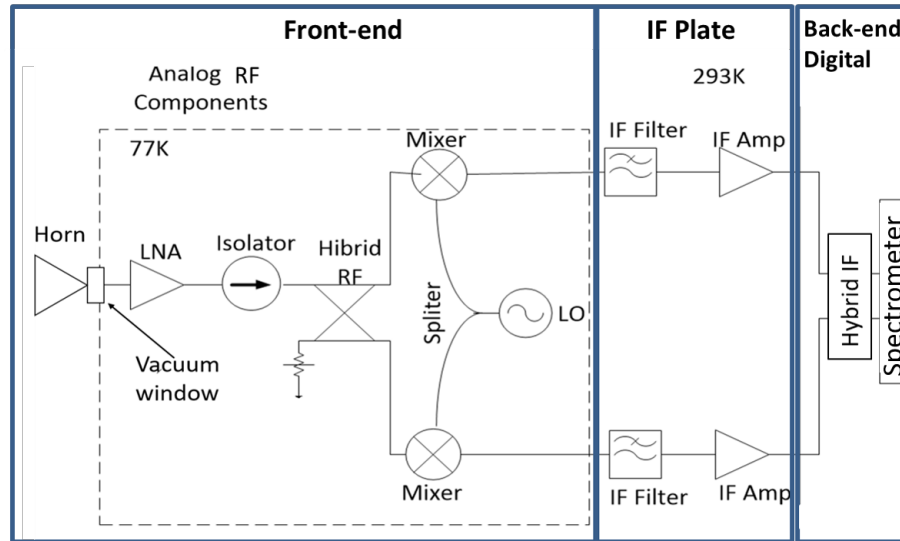 Front-end
IF Plate
Back-end
Digital
Analog RF
Components
293K
77K
Mixer
IF Filter
IF Amp
Horn
LNA
Isolator
Hibrid
RF
Spliter
LO
Vacuum
window
Hybrid IF
Spectrometer
Mixer
IF Filter
IF Amp